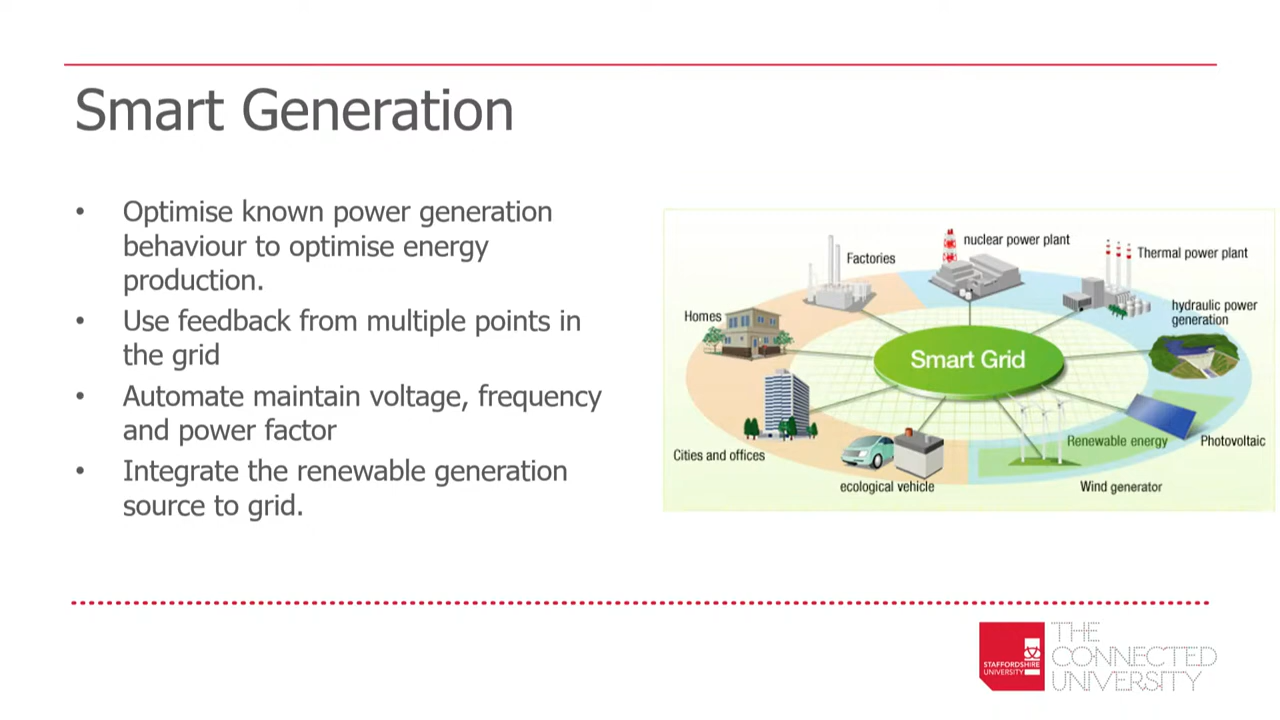 Smart Generation
• Optimise known power generation
behaviour to optimise energy
production.
• Use feedback from multiple points in
the grid
• Automate maintain voltage, frequency
and power factor
• Integrate the renewable generation
source to grid.
nuclear power plant
Factories
Thermal power plant
hydraulic power
generation
Homes
Smart Grid
Renewable energy
Photovoltaic
Cities and offices
ecological vehicle
Wind generator
STAFFORDSHIRE
UNIVERSITY
THE
CONNECTED
UNIVERSITY